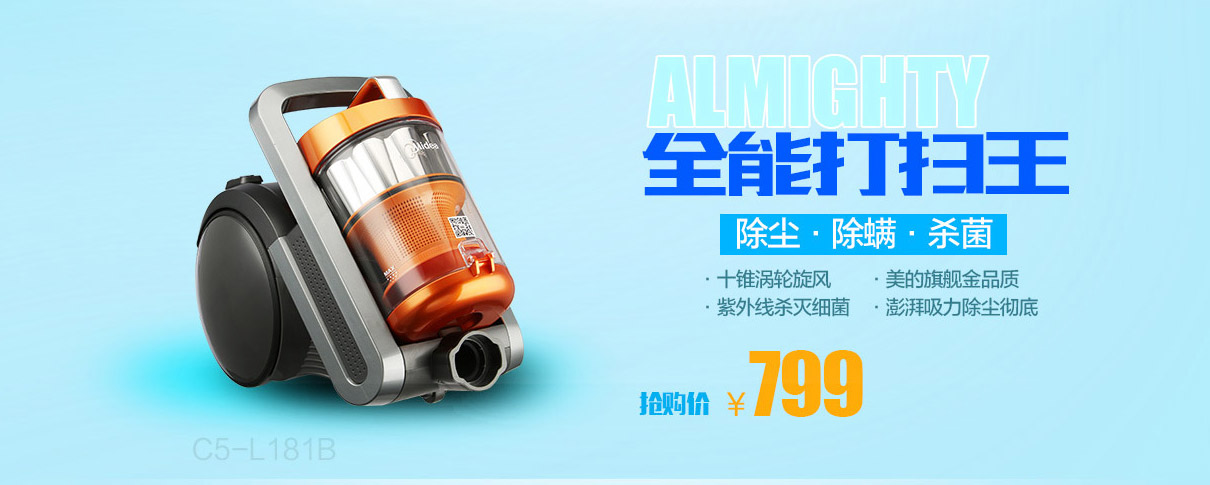 ALMIGHTY
全能打扫王
除尘·除螨·杀菌
·十锥涡轮旋风 ·美的旗舰金品质
·紫外线杀灭细菌 ·澎湃吸力除尘彻底
抢购价 ¥799
Midea
MAX
C5-L181B